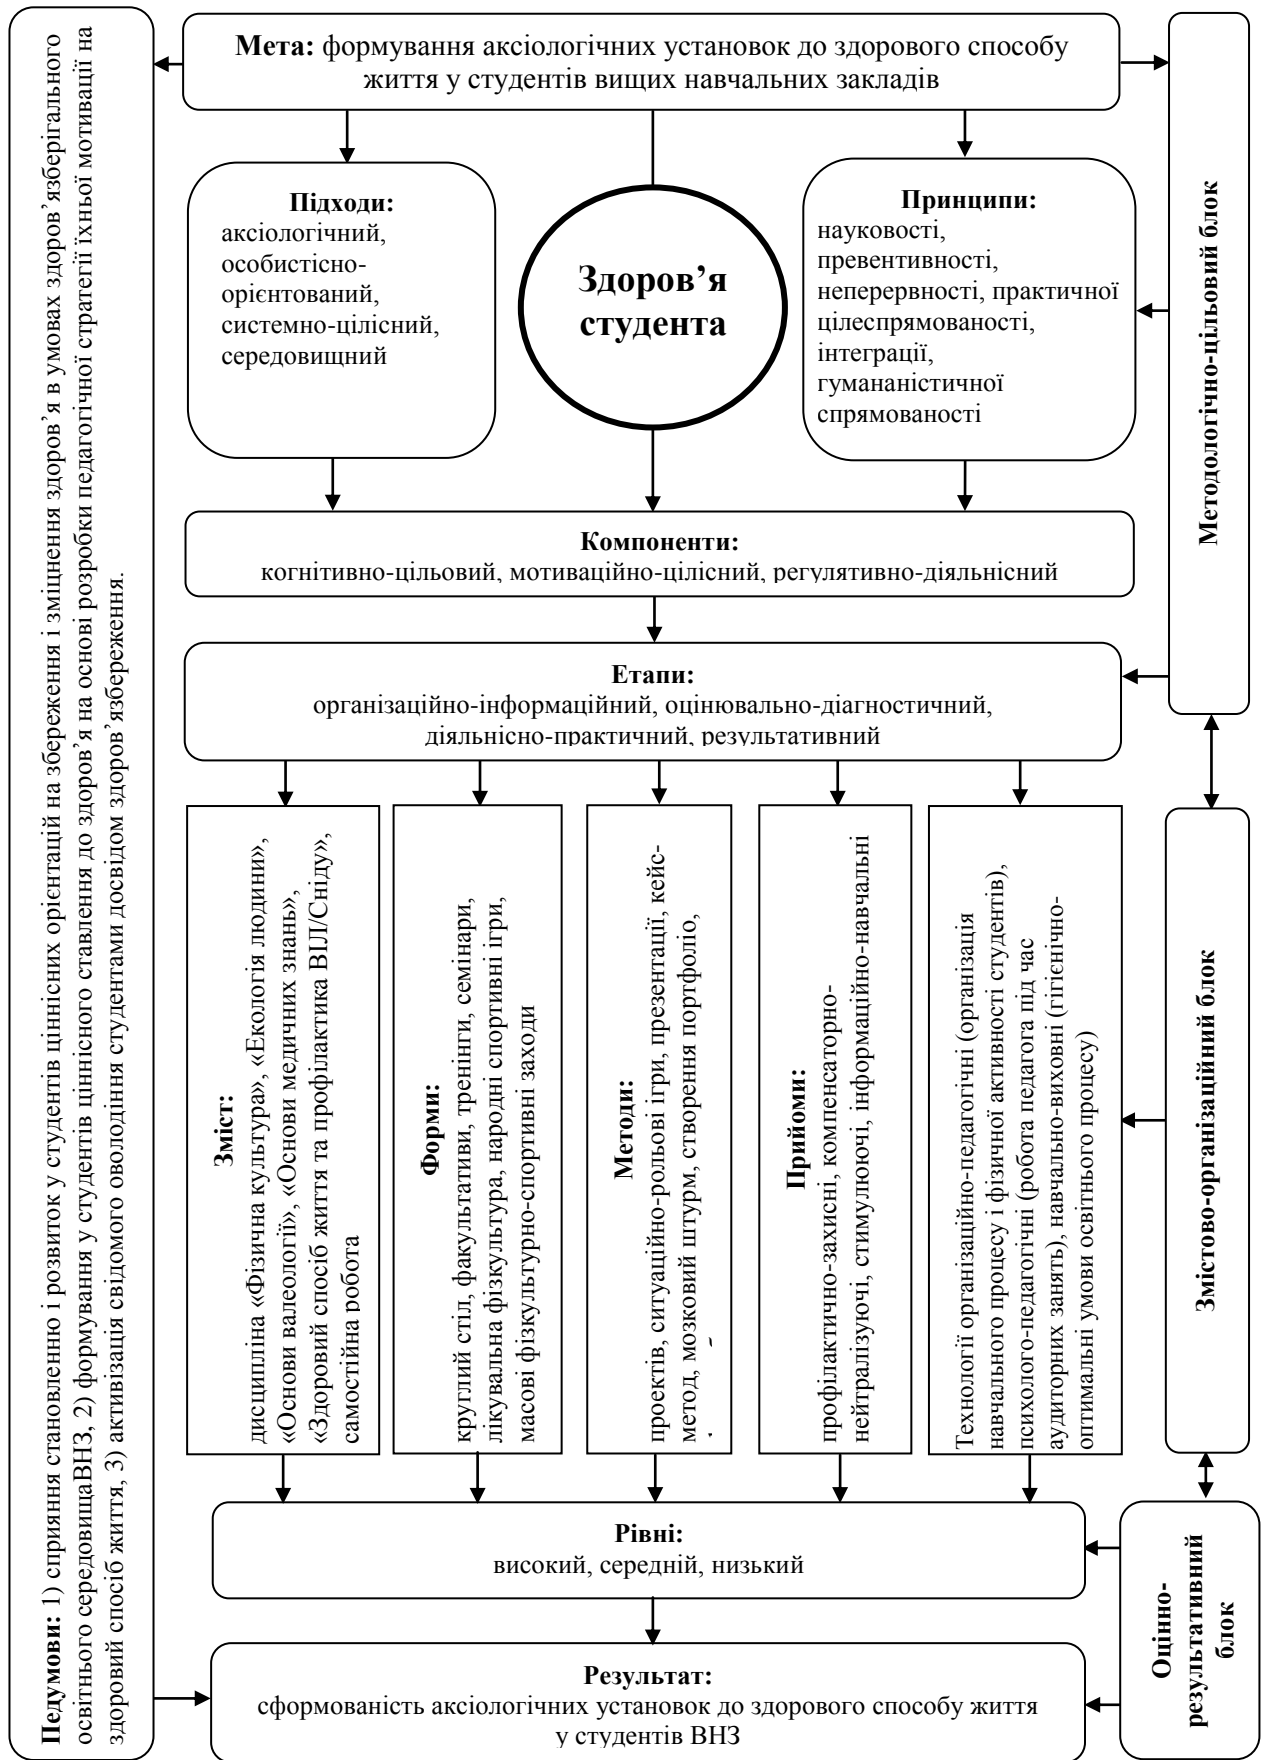 Мета: формування аксіологічних установок до здорового способу
життя у студентів вищих навчальних закладів
Підходи:
аксіологічний,
особистісно-
орієнтований,
системно-цілісний,
середовищний
Здоров’я
студента
Принципи:
науковості,
превентивності,
неперервності, практичної
цілеспрямованості,
інтеграції,
гумананістичної
спрямованості
Компоненти:
когнітивно-цільовий, мотиваційно-цілісний, регулятивно-діяльнісний
Етапи:
організаційно-інформаційний, оцінювально-діагностичний,
діяльнісно-практичний, результативний
Зміст:
дисципліна «Фізична культура», «Екологія людини»,
«Основи валеології», «Основи медичних знань»,
«Здоровий спосіб життя та профілактика ВІЛ/Сніду»,
самостійна робота
Форми:
круглий стіл, факультативи, тренінги, семінари,
лікувальна фізкультура, народні спортивні ігри,
масові фізкультурно-спортивні заходи
Методи:
проектів, ситуаційно-рольові ігри, презентації, кейс-
метод, мозковий штурм, створення портфоліо,
Прийоми:
профілактично-захисні, компенсаторно-
нейтралізуючі, стимулюючі, інформаційно-навчальні
Технології організаційно-педагогічні (організація
навчального процесу і фізичної активності студентів),
психолого-педагогічні (робота педагога під час
аудиторних занять), навчально-виховні (гігієнічно-
оптимальні умови освітнього процесу)
Рівні:
високий, середній, низький
Результат:
сформованість аксіологічних установок до здорового способу життя
у студентів ВНЗ
Педумови: 1) сприяння становленню і розвиток у студентів ціннісних орієнтацій на збереження і зміцнення здоров’я в умовах здоров’язберігального
освітнього середовищаВНЗ, 2) формування у студентів ціннісного ставлення до здоров’я на основі розробки педагогічної стратегії їхньої мотивації на
здоровий спосіб життя, 3) активізація свідомого оволодіння студентами досвідом здоров’язбереження.
Методологічно-цільовий блок
Змістово-організаційний блок
Оцінно-
результативний
блок